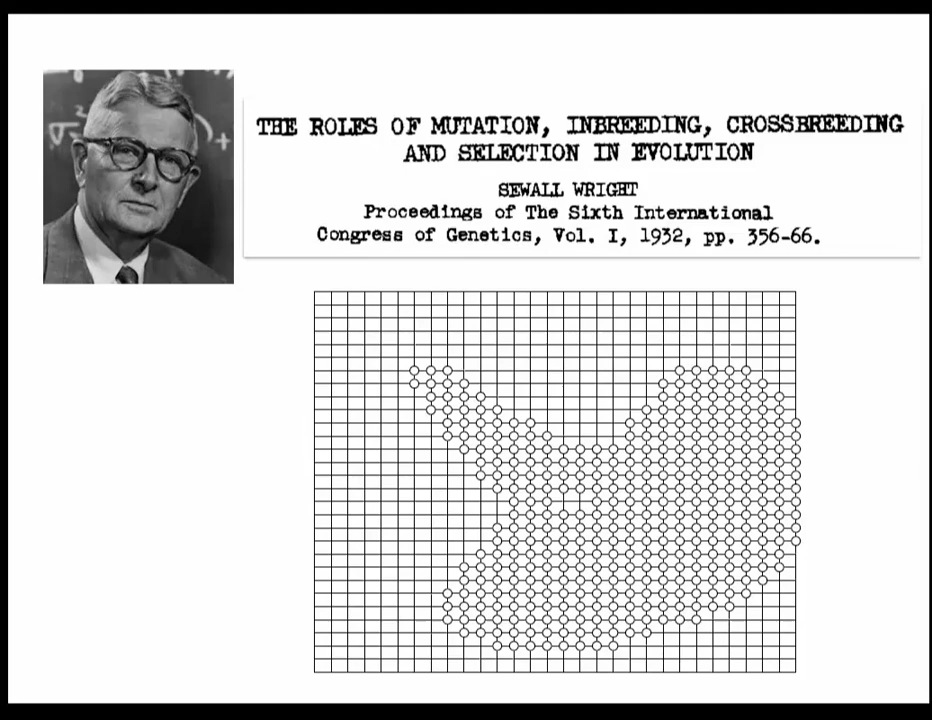 THE ROLES OF MUTATION, INBREEDING, CROSSBREEDING
AND SELECTION IN EVOLUTION
SEWALL WRIGHT
Proceedings of The Sixth International
Congress of Genetics, Vol. I, 1932, pp. 356-66.